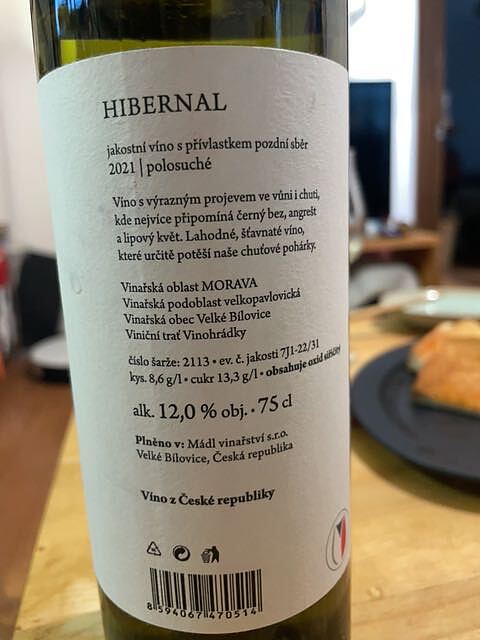 HIBERNAL
jakostní víno s přívlastkem pozdní sběr
2021 | polosuché
Víno s výrazným projevem ve vůni i chuti,
kde nejvíce připomíná černý bez, angrešt
a lipový květ. Lahodné, šťavnaté víno,
které určitě potěší naše chuťové pohárky.
Vinařská oblast MORAVA
Vinařská podoblast velkopavlovická
Vinařská obec Velké Bílovice
Viniční trať Vinohrádky
číslo šarže: 2113 • ev. č. jakosti 7J1-22/31
kys. 8,6 g/l • cukr 13,3 g/l • obsahuje oxid siřičitý
alk. 12,0 % obj. • 75 cl
Plněno v: Mádl vinařství s.r.o.
Velké Bílovice, Česká republika
Víno z České republiky
8 594067 470514